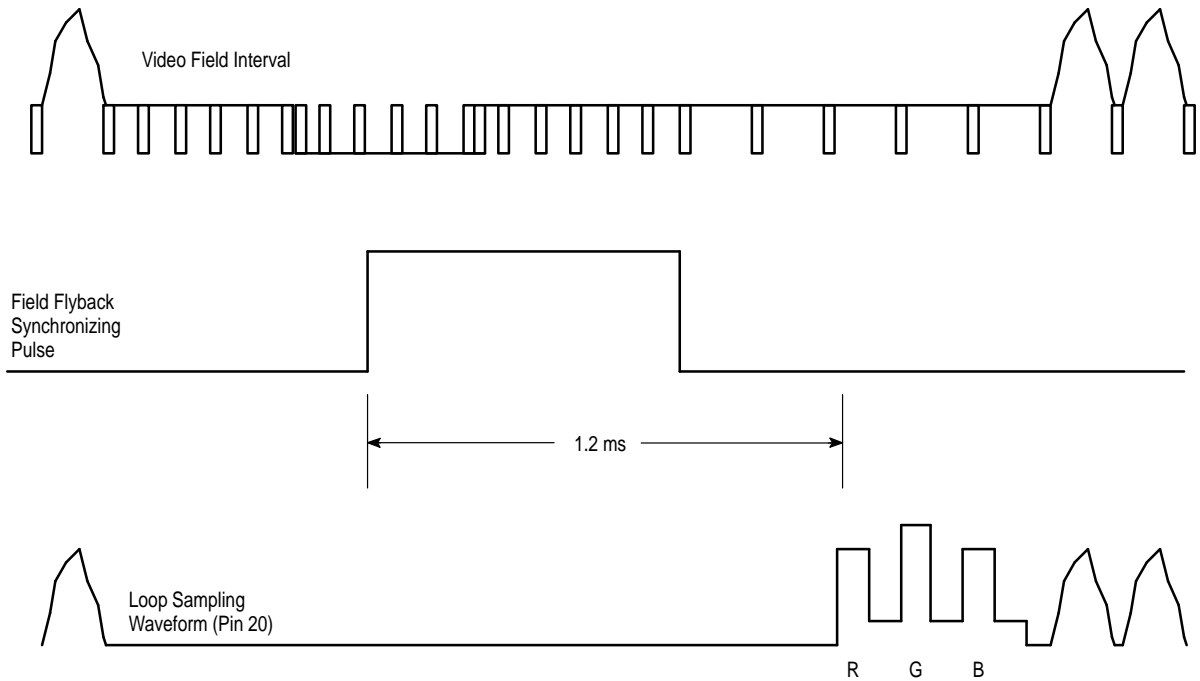 Video Field Interval
Field Flyback
Synchronizing
Pulse
1.2 ms
Loop Sampling
Waveform (Pin 20)
R G B